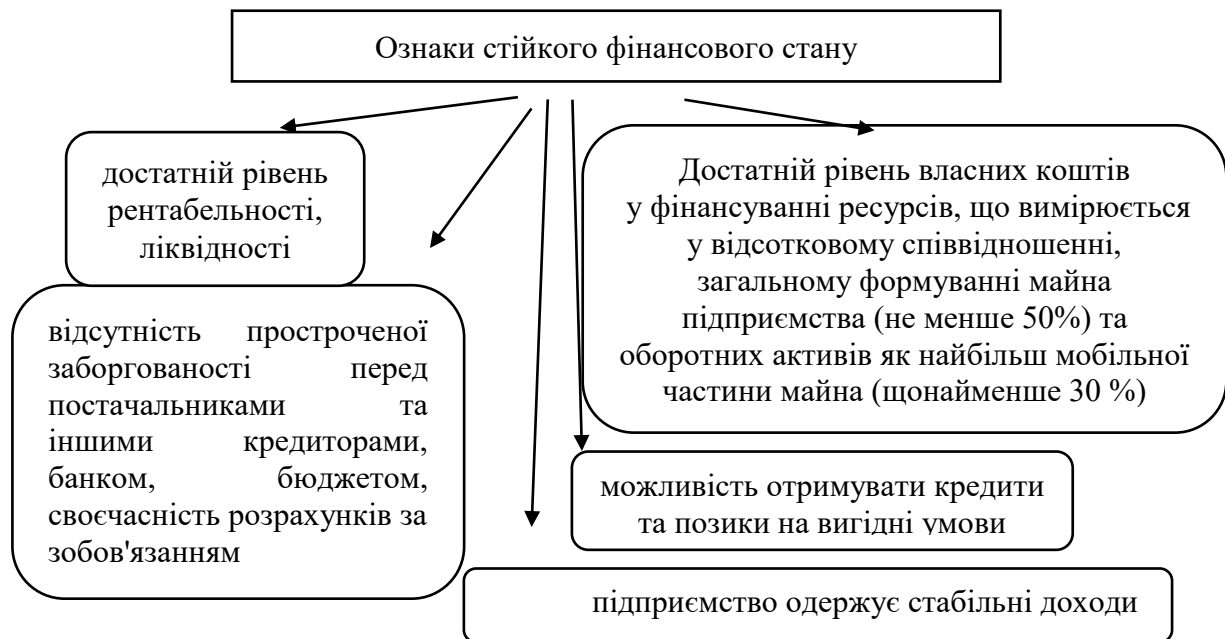 Ознаки стійкого фінансового стану
достатній рівень
рентабельності,
ліквідності
відсутність простроченої
заборгованості перед
постачальниками та
іншими кредиторами,
банком, бюджетом,
своєчасність розрахунків за
зобов'язанням
Достатній рівень власних коштів
у фінансуванні ресурсів, що вимірюється
у відсотковому співвідношенні,
загальному формуванні майна
підприємства (не менше 50%) та
оборотних активів як найбільш мобільної
частини майна (щонайменше 30 %)
можливість отримувати кредити
та позики на вигідні умови
підприємство одержує стабільні доходи